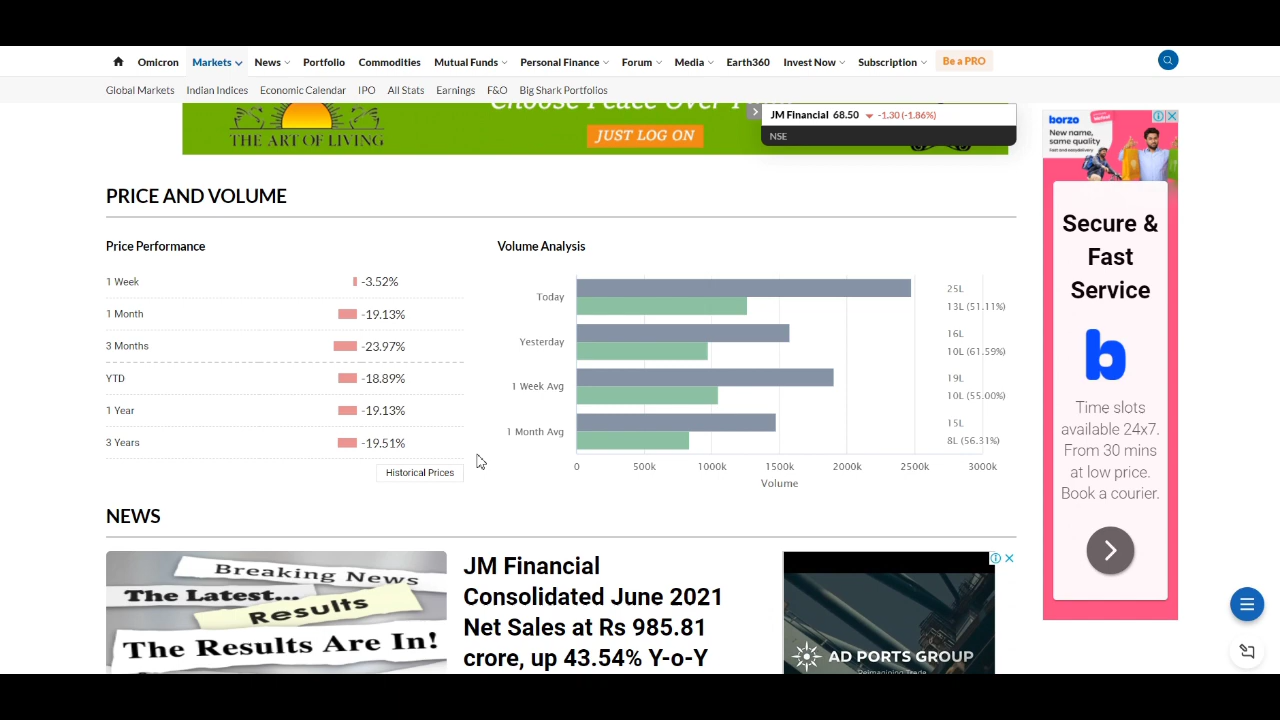 Omicron Markets News Portfolio Commodities Mutual Funds Personal Finance Forum Media Earth360 Invest Now Subscription Be a PRO
Global Markets Indian Indices Economic Calendar IPO All Stats Earnings F&O Big Shark Portfolios
THE ART OF LIVING
JUST LOG ON
JM Financial 68.50 -1.30 (-1.86%)
NSE
PRICE AND VOLUME
Price Performance
1 Week -3.52%
1 Month -19.13%
3 Months -23.97%
YTD -18.89%
1 Year -19.13%
3 Years -19.51%
Historical Prices
Volume Analysis
Today 25L
13L (51.11%)
Yesterday 16L
10L (61.59%)
1 Week Avg 19L
10L (55.00%)
1 Month Avg 15L
8L (56.31%)
0 500k 1000k 1500k 2000k 2500k 3000k
Volume
NEWS
Breaking News
The Latest...
Results
The Results Are In!
JM Financial
Consolidated June 2021
Net Sales at Rs 985.81
crore, up 43.54% Y-o-Y
AD PORTS GROUP
borzo
New name,
same quality
Secure &
Fast
Service
b
Time slots
available 24x7.
From 30 mins
at low price.
Book a courier.